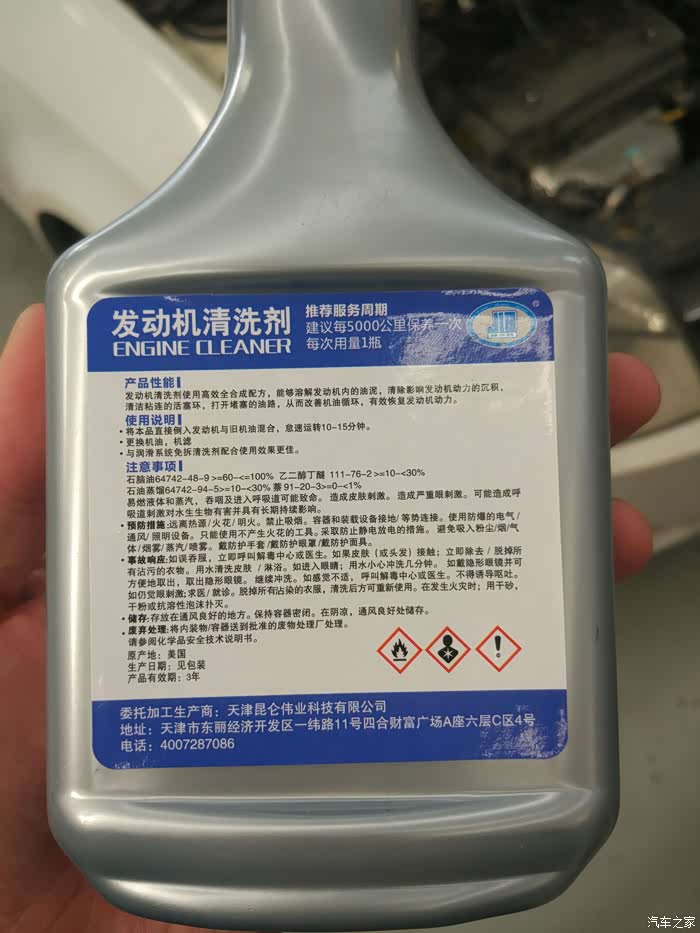 发动机清洗剂
ENGINE CLEANER
推荐服务周期
建议每5000公里保养一次
每次用量1瓶
®
产品性能
发动机清洗剂使用高效全合成配方，能够溶解发动机内的油泥，清除影响发动机动力的沉积，
清洁粘连的活塞环，打开堵塞的油路，从而改善机油循环，有效恢复发动机动力。
使用说明
• 将本品直接倒入发动机与旧机油混合，怠速运转10-15分钟。
• 更换机油，机滤
• 与润滑系统免拆清洗剂配合使用效果更佳。
注意事项
石脑油64742-48-9 >=60-<=100% 乙二醇丁醚 111-76-2 >=10-<30%
石油蒸馏64742-94-5>=10-<30% 萘 91-20-3>=0-<1%
易燃液体和蒸汽，吞咽及进入呼吸道可能致命。造成皮肤刺激。造成严重眼刺激。可能造成呼
吸道刺激对水生生物有害并具有长期持续影响。
• 预防措施:远离热源/火花/明火。禁止吸烟。容器和装载设备接地/等势连接。使用防爆的电气/
通风/照明设备。只能使用不产生火花的工具。采取防止静电放电的措施。避免吸入粉尘/烟/气
体/烟雾/蒸汽/喷雾。戴防护手套/戴防护眼罩/戴防护面具。
• 事故响应:如误吞服，立即呼叫解毒中心或医生。如果皮肤（或头发）接触；立即除去/脱掉所
有沾污的衣物。用水清洗皮肤/淋浴。如进入眼睛；用水小心冲洗几分钟。如戴隐形眼镜并可
方便地取出，取出隐形眼镜。继续冲洗。如感觉不适，呼叫解毒中心或医生。不得诱导呕吐。
如仍觉眼刺激:求医/就诊。脱掉所有沾染的衣服，清洗后方可重新使用。在发生火灾时；用干砂，
干粉或抗溶性泡沫扑灭。
• 储存:存放在通风良好的地方。保持容器密闭。在阴凉，通风良好处储存。
• 废弃处理:将内装物/容器送到批准的废物处理厂处理。
请参阅化学品安全技术说明书。
原产地：美国
生产日期：见包装
产品有效期：3年
委托加工生产商：天津昆仑伟业科技有限公司
地址：天津市东丽经济开发区一纬路11号四合财富广场A座六层C区4号
电话：4007287086
汽车之家